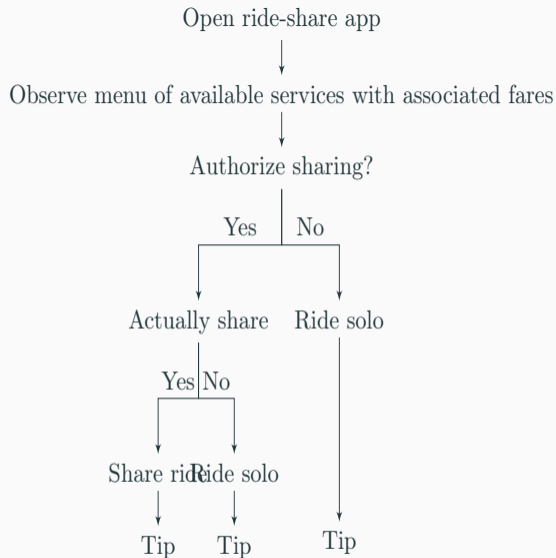 Open ride-share app
Observe menu of available services with associated fares
Authorize sharing?
Yes No
Actually share Ride solo
Yes No
Share ride Ride solo
Tip Tip Tip